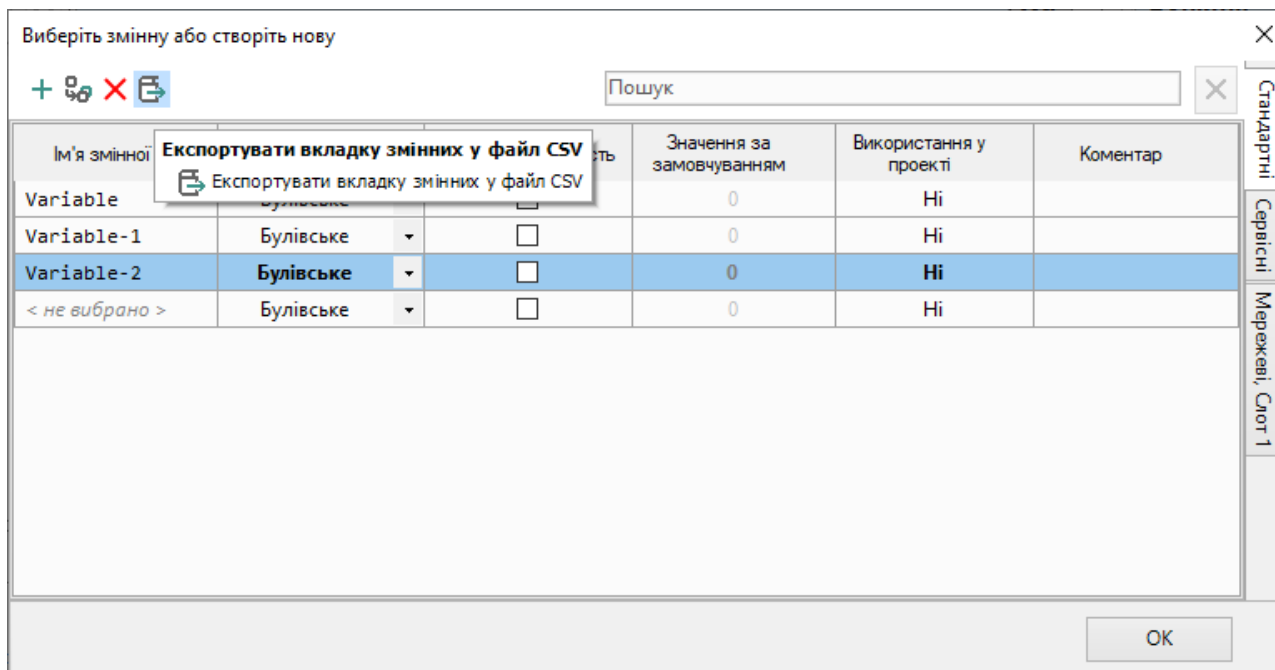 Виберіть змінну або створіть нову
Пошук
Ім'я змінної
Значення за замовчуванням
Використання у проекті
Коментар
Експортувати вкладку змінних у файл CSV
Експортувати вкладку змінних у файл CSV
Variable 0 Ні
Variable-1 Булівське 0 Ні
Variable-2 Булівське 0 Ні
< не вибрано > Булівське 0 Ні
Стандартні
Сервісні
Мережеві, Слот 1
OK